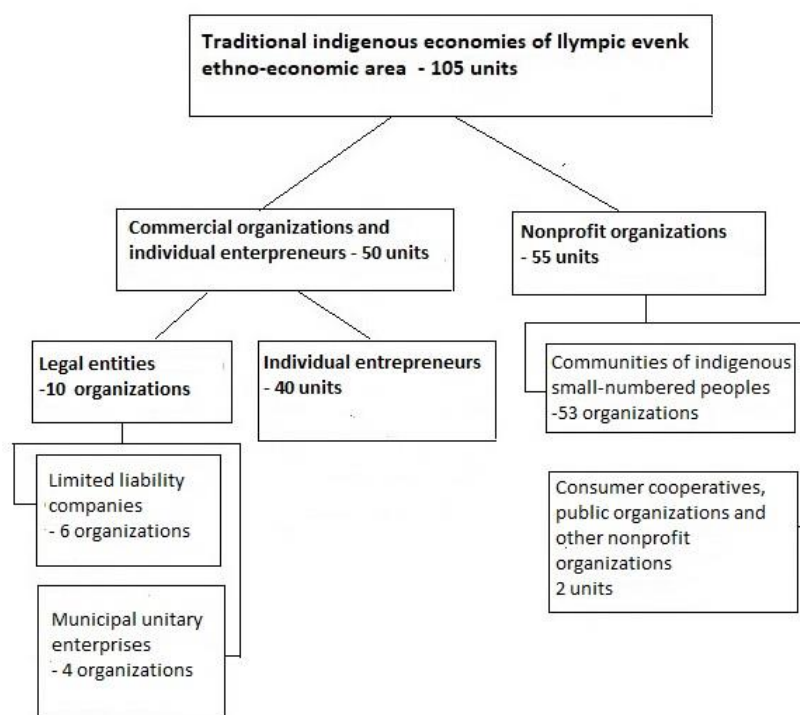 Traditional indigenous economies of Ilympic evenk
ethno-economic area - 105 units
Commercial organizations and
individual enterpreneurs - 50 units
Nonprofit organizations
- 55 units
Legal entities
-10 organizations
Individual entrepreneurs
- 40 units
Communities of indigenous
small-numbered peoples
-53 organizations
Limited liability
companies
- 6 organizations
Consumer cooperatives,
public organizations and
other nonprofit
organizations
2 units
Municipal unitary
enterprises
- 4 organizations